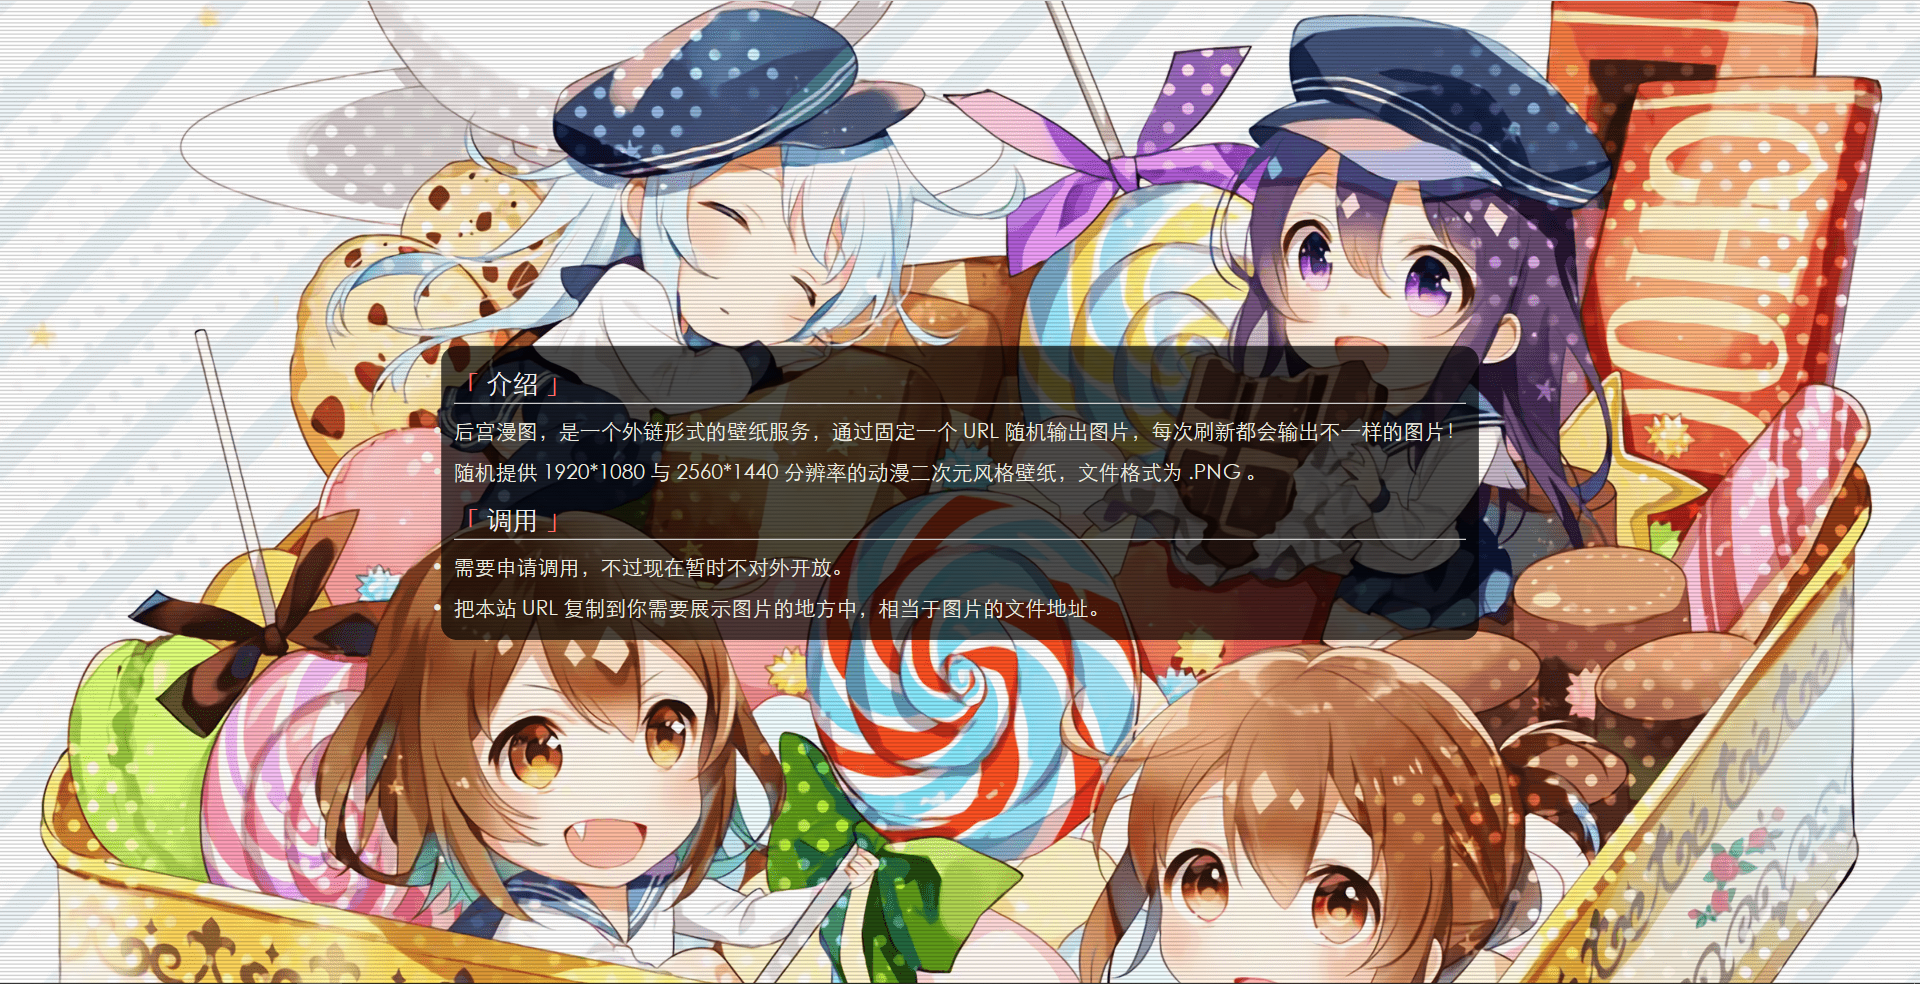 「 介绍 」
后宫漫图，是一个外链形式的壁纸服务，通过固定一个 URL 随机输出图片，每次刷新都会输出不一样的图片！
随机提供 1920*1080 与 2560*1440 分辨率的动漫二次元风格壁纸，文件格式为 .PNG 。
「 调用 」
需要申请调用，不过现在暂时不对外开放。
把本站 URL 复制到你需要展示图片的地方中，相当于图片的文件地址。